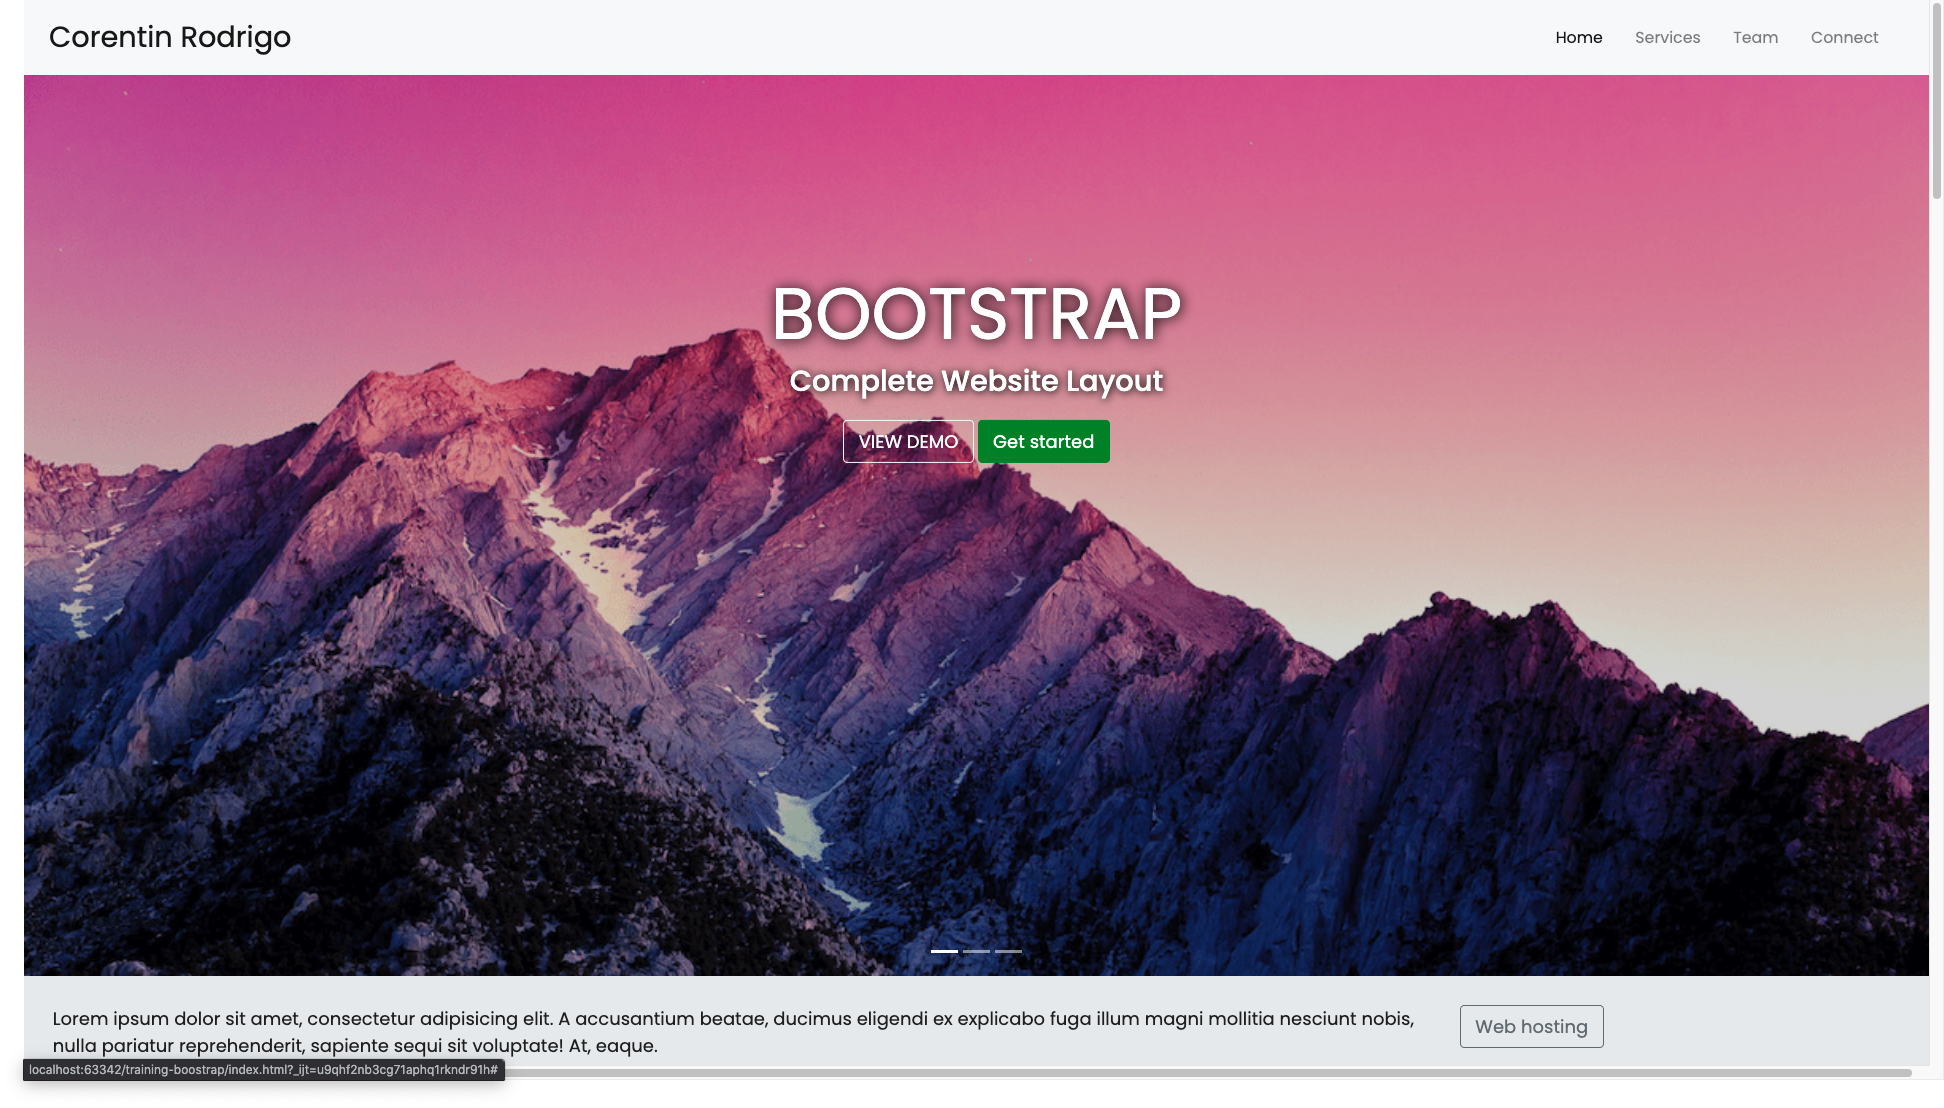 Corentin Rodrigo
Home Services Team Connect
BOOTSTRAP
Complete Website Layout
VIEW DEMO Get started
Lorem ipsum dolor sit amet, consectetur adipisicing elit. A accusantium beatae, ducimus eligendi ex explicabo fuga illum magni mollitia nesciunt nobis,
nulla pariatur reprehenderit, sapiente sequi sit voluptate! At, eaque.
Web hosting
localhost:63342/training-boostrap/index.html?_ijt=u9qhf2nb3cg71aphq1rkndr91h#